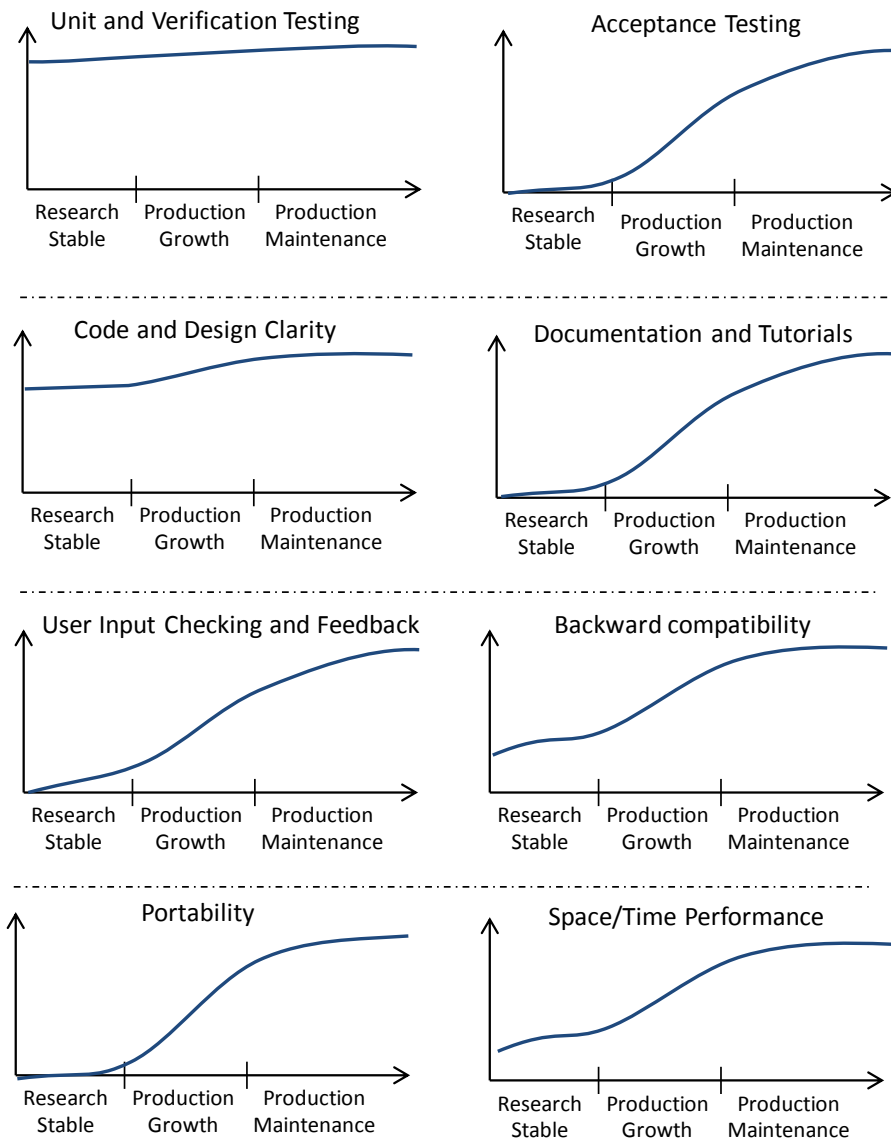 Unit and Verification Testing
Research Production Production
Stable Growth Maintenance
Acceptance Testing
Research Production Production
Stable Growth Maintenance
Code and Design Clarity
Research Production Production
Stable Growth Maintenance
Documentation and Tutorials
Research Production Production
Stable Growth Maintenance
User Input Checking and Feedback
Research Production Production
Stable Growth Maintenance
Backward compatibility
Research Production Production
Stable Growth Maintenance
Portability
Research Production Production
Stable Growth Maintenance
Space/Time Performance
Research Production Production
Stable Growth Maintenance